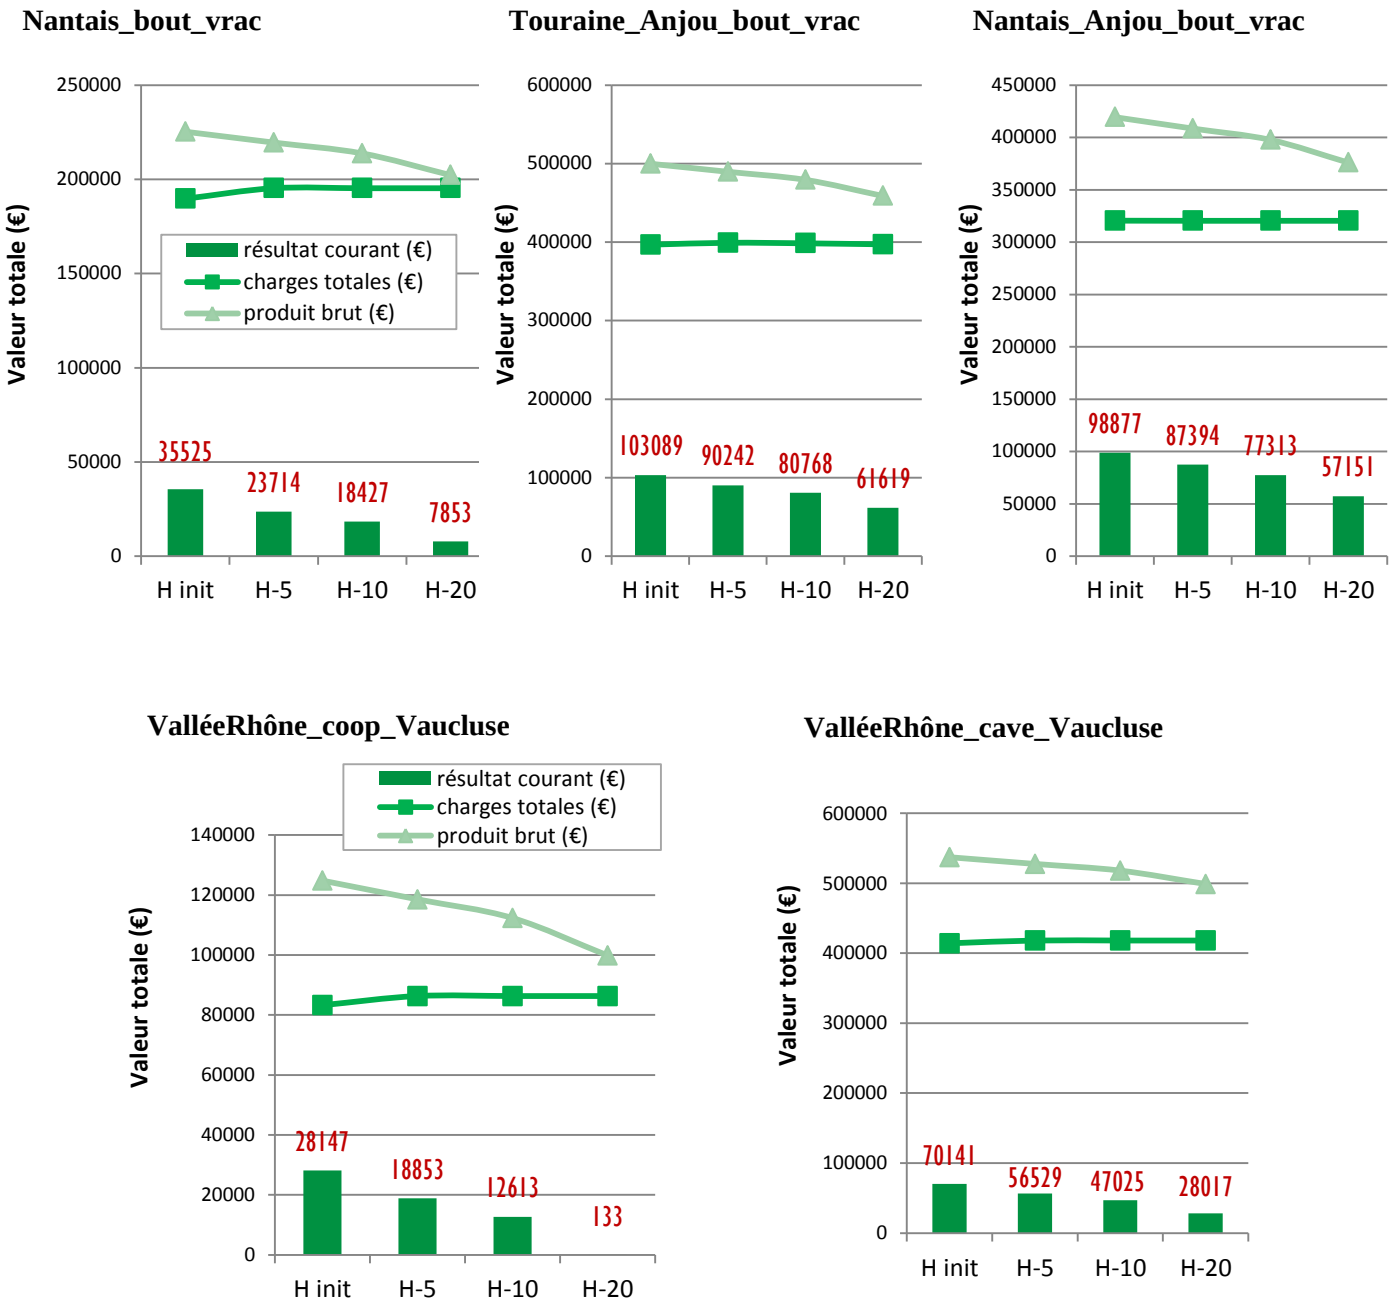 Nantais_bout_vrac
Valeur totale (€)
250000
200000
150000
100000
50000
0
résultat courant (€)
charges totales (€)
produit brut (€)
35525
23714
18427
7853
H init
H-5
H-10
H-20
Touraine_Anjou_bout_vrac
Valeur totale (€)
600000
500000
400000
300000
200000
100000
0
103089
90242
80768
61619
H init
H-5
H-10
H-20
Nantais_Anjou_bout_vrac
Valeur totale (€)
450000
400000
350000
300000
250000
200000
150000
100000
50000
0
98877
87394
77313
57151
H init
H-5
H-10
H-20
ValléeRhône_coop_Vaucluse
résultat courant (€)
charges totales (€)
produit brut (€)
Valeur totale (€)
140000
120000
100000
80000
60000
40000
20000
0
28147
18853
12613
133
H init
H-5
H-10
H-20
ValléeRhône_cave_Vaucluse
Valeur totale (€)
600000
500000
400000
300000
200000
100000
0
70141
56529
47025
28017
H init
H-5
H-10
H-20